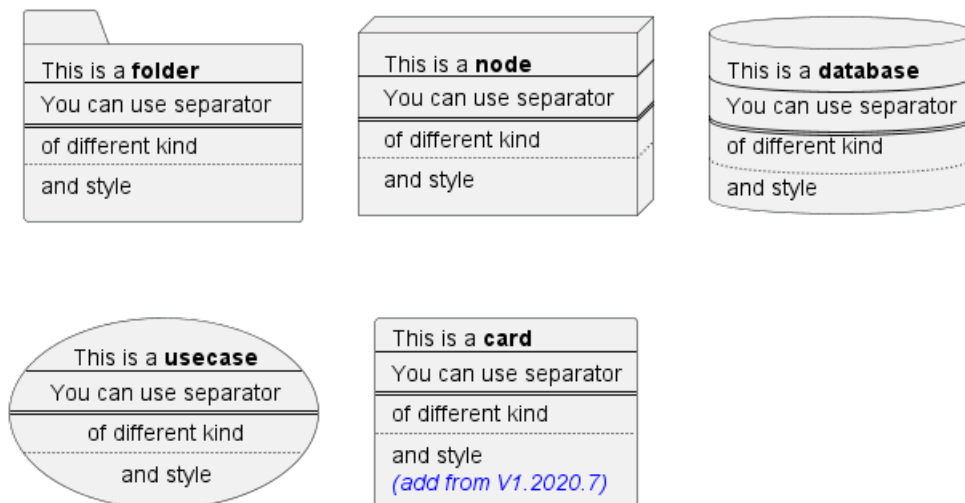 This is a folder
You can use separator
of different kind
and style
This is a node
You can use separator
of different kind
and style
This is a database
You can use separator
of different kind
and style
This is a usecase
You can use separator
of different kind
and style
This is a card
You can use separator
of different kind
and style
(add from V1.2020.7)